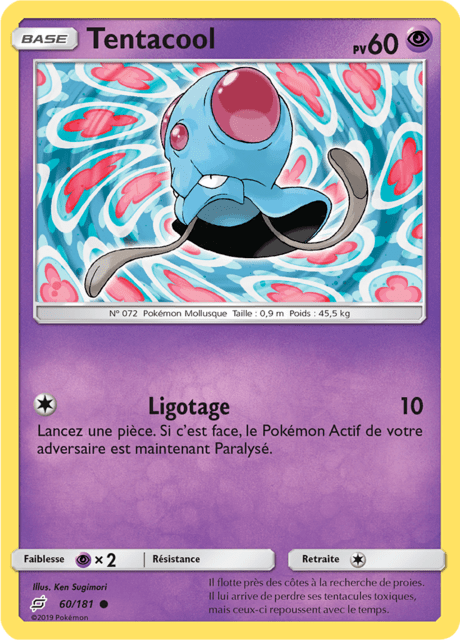 BASE Tentacool PV60
N° 072 Pokémon Mollusque Taille : 0,9 m Poids : 45,5 kg
Ligotage 10
Lancez une pièce. Si c'est face, le Pokémon Actif de votre
adversaire est maintenant Paralysé.
Faiblesse ×2 Résistance Retraite
Illus. Ken Sugimori
60/181
©2019 Pokémon
Il flotte près des côtes à la recherche de proies.
Il lui arrive de perdre ses tentacules toxiques,
mais ceux-ci repoussent avec le temps.